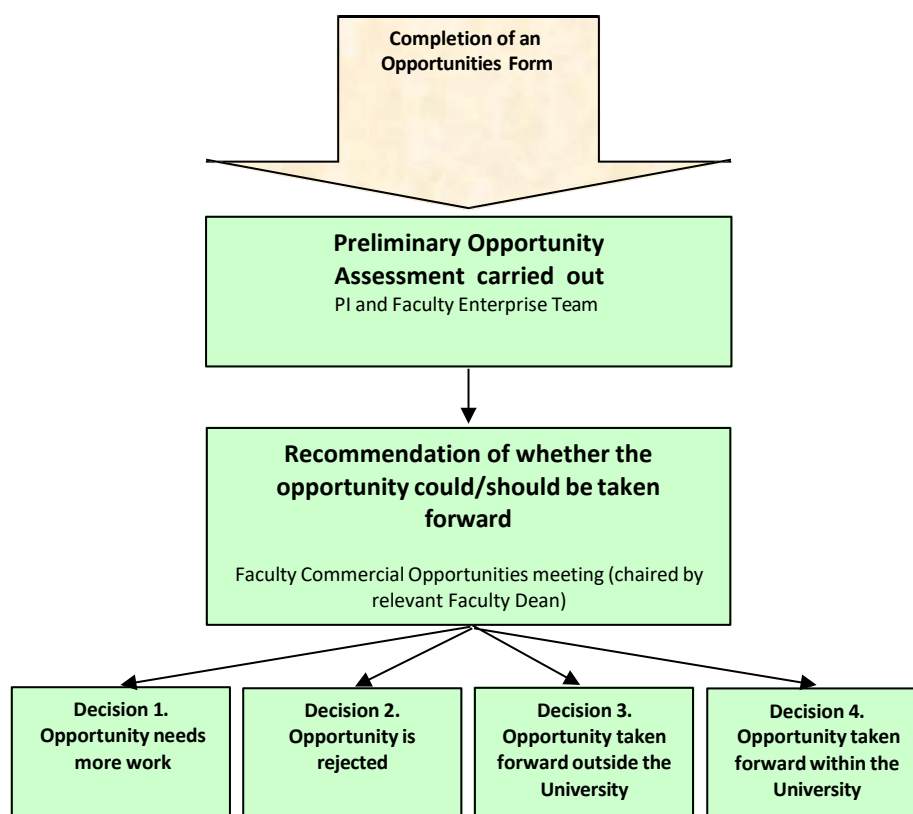 Completion of an
Opportunities Form
Preliminary Opportunity
Assessment carried out
PI and Faculty Enterprise Team
Recommendation of whether the
opportunity could/should be taken
forward
Faculty Commercial Opportunities meeting (chaired by
relevant Faculty Dean)
Decision 1.
Opportunity needs
more work
Decision 2.
Opportunity is
rejected
Decision 3.
Opportunity taken
forward outside the
University
Decision 4.
Opportunity taken
forward within the
University